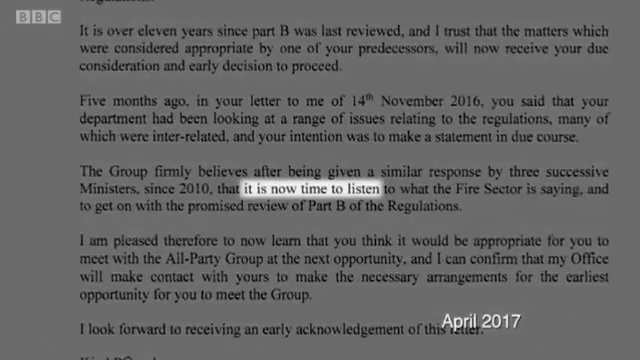 BBC
Regulations.
It is over eleven years since part B was last reviewed, and I trust that the matters which
were considered appropriate by one of your predecessors, will now receive your due
consideration and early decision to proceed.
Five months ago, in your letter to me of 14th November 2016, you said that your
department had been looking at a range of issues relating to the regulations, many of
which were inter-related, and your intention was to make a statement in due course.
The Group firmly believes after being given a similar response by three successive
Ministers, since 2010, that it is now time to listen to what the Fire Sector is saying, and
to get on with the promised review of Part B of the Regulations.
I am pleased therefore to now learn that you think it would be appropriate for you to
meet with the All-Party Group at the next opportunity, and I can confirm that my Office
will make contact with yours to make the necessary arrangements for the earliest
opportunity for you to meet the Group.
I look forward to receiving an early acknowledgement of this letter.
April 2017